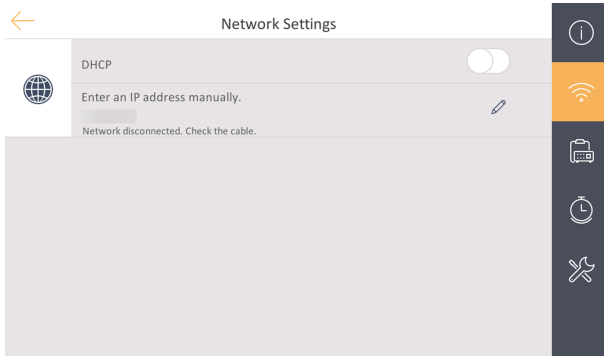 Network Settings
DHCP
Enter an IP address manually.
Network disconnected. Check the cable.